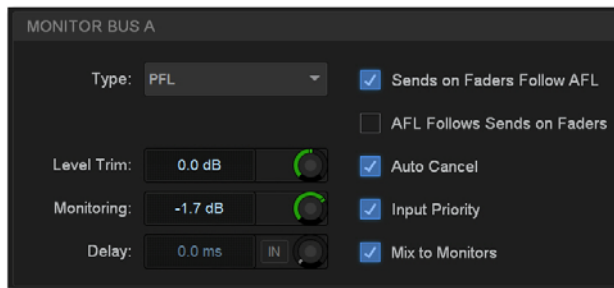 MONITOR BUS A
Type: PFL
Sends on Faders Follow AFL
AFL Follows Sends on Faders
Level Trim: 0.0 dB
Auto Cancel
Monitoring: -1.7 dB
Input Priority
Delay: 0.0 ms IN
Mix to Monitors